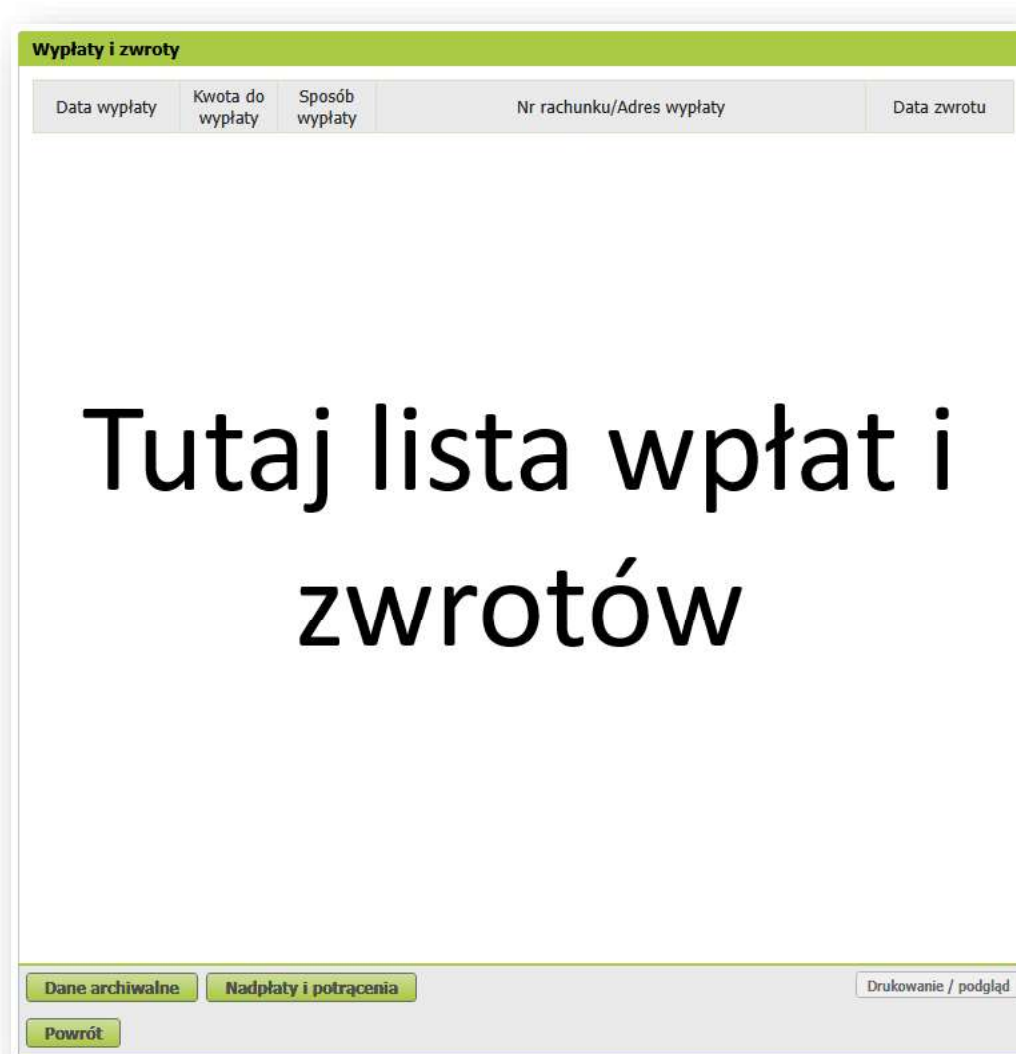 Wypłaty i zwroty
Data wypłaty
Kwota do
wypłaty
Sposób
wypłaty
Nr rachunku/Adres wypłaty
Data zwrotu
Tutaj lista wpłat i
zwrotów
Dane archiwalne
Nadpłaty i potrącenia
Drukowanie / podgląd
Powrót